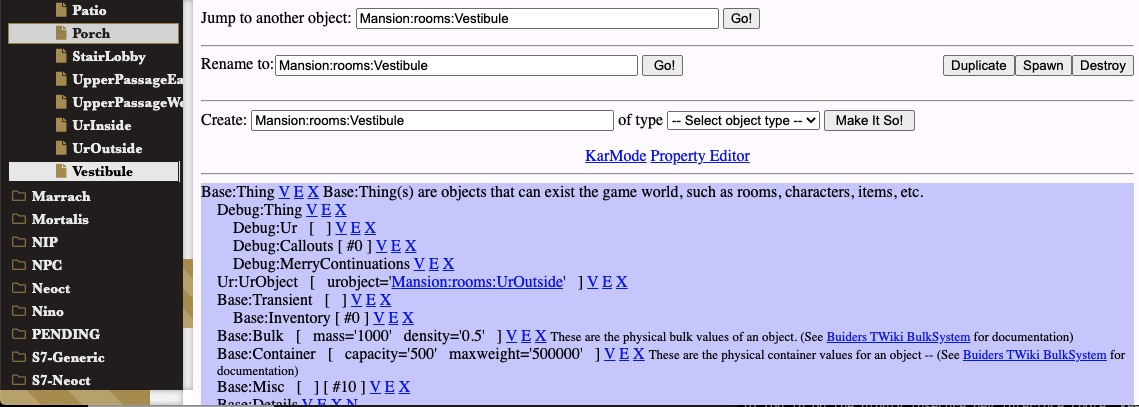 Patio
Porch
StairLobby
UpperPassageEa
UpperPassageWe
UrInside
UrOutside
Vestibule
Marrach
Mortalis
NIP
NPC
Neoct
Nino
PENDING
S7-Generic
S7-Neoct
Jump to another object: Mansion:rooms:Vestibule Go!
Rename to: Mansion:rooms:Vestibule Go! Duplicate Spawn Destroy
Create: Mansion:rooms:Vestibule of type -- Select object type -- Make It So!
KarMode Property Editor
Base:Thing V E X Base:Thing(s) are objects that can exist the game world, such as rooms, characters, items, etc.
Debug:Thing V E X
Debug:Ur [ ] V E X
Debug:Callouts [ #0 ] V E X
Debug:MerryContinuations V E X
Ur:UrObject [ urobject='Mansion:rooms:UrOutside' ] V E X
Base:Transient [ ] V E X
Base:Inventory [ #0 ] V E X
Base:Bulk [ mass='1000' density='0.5' ] V E X These are the physical bulk values of an object. (See Buiders TWiki BulkSystem for documentation)
Base:Container [ capacity='500' maxweight='500000' ] V E X These are the physical container values for an object -- (See Buiders TWiki BulkSystem for
documentation)
Base:Misc [ ] [ #10 ] V E X
Base:Details V E X N